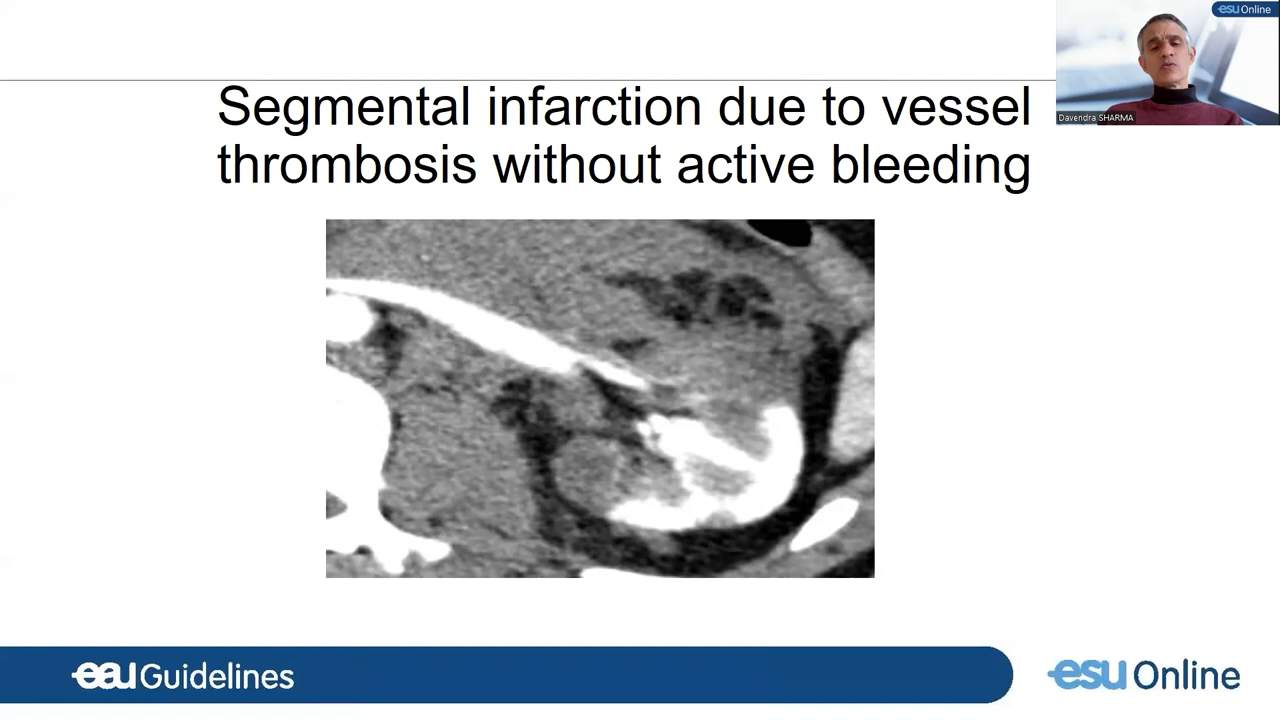 esu Online
Davendra SHARMA
Segmental infarction due to vessel
thrombosis without active bleeding
eau Guidelines
esu Online